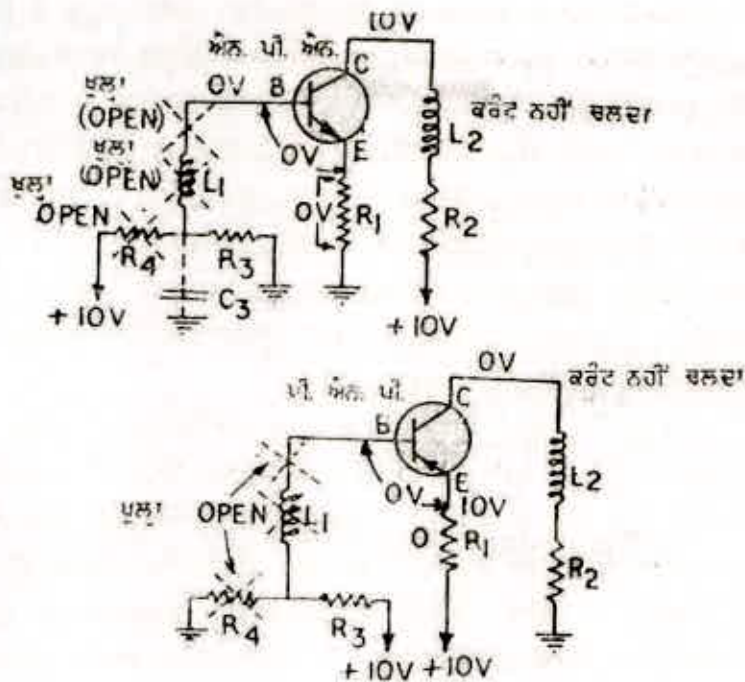 10V
ਐਨ. ਪੀ. ਐਨ.
C
ਖੁਲਾ
(OPEN)
0V
B
0V
E
ਕਰੰਟ ਨਹੀਂ ਚਲਦਾ
L2
ਖੁਲਾ
(OPEN)
L1
ਖੁਲਾ
OPEN
0V
R1
R2
R4
R3
+10V
C3
+10V
0V
ਕਰੰਟ ਨਹੀਂ ਚਲਦਾ
ਪੀ. ਐਨ. ਪੀ.
C
B
E
L2
ਖੁਲਾ
OPEN
L1
0V
10V
0
R1
R2
R4
R3
+10V
+10V